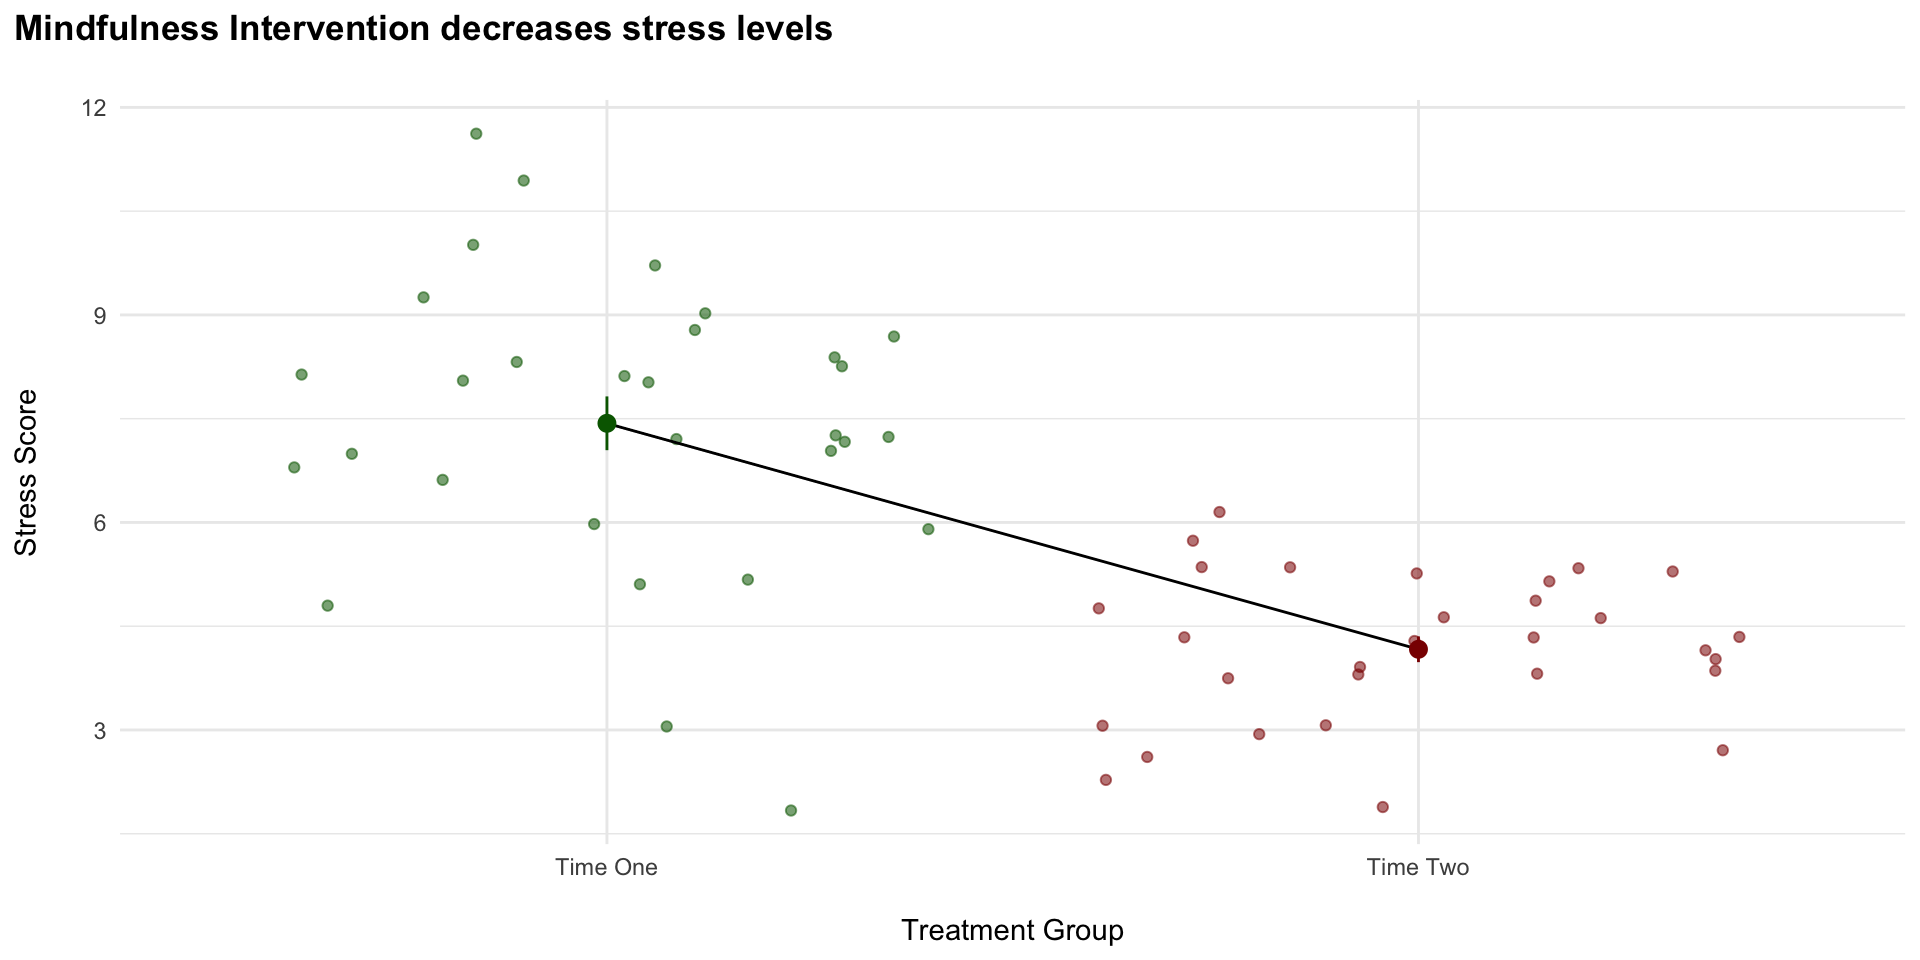 Mindfulness Intervention decreases stress levels
12
9
6
3
Stress Score
Time One
Time Two
Treatment Group